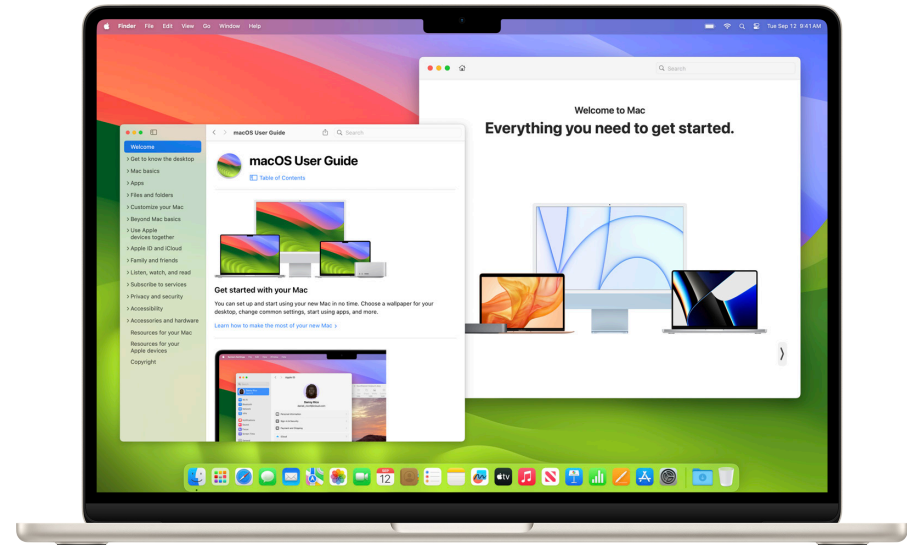 Finder File Edit View Go Window Help
Tue Sep 12 9:41 AM
Search
Welcome to Mac
Everything you need to get started.
macOS User Guide
Search
Welcome
Get to know the desktop
Mac basics
Apps
Files and folders
Customize your Mac
Beyond Mac basics
Use Apple
devices together
Apple ID and iCloud
Family and friends
Listen, watch, and read
Subscribe to services
Privacy and security
Accessibility
Accessories and hardware
Resources for your Mac
Resources for your
Apple devices
Copyright
macOS User Guide
Table of Contents
Get started with your Mac
You can set up and start using your new Mac in no time. Choose a wallpaper for your
desktop, change common settings, start using apps, and more.
Learn how to make the most of your new Mac
Apple ID
SEP
12
tv